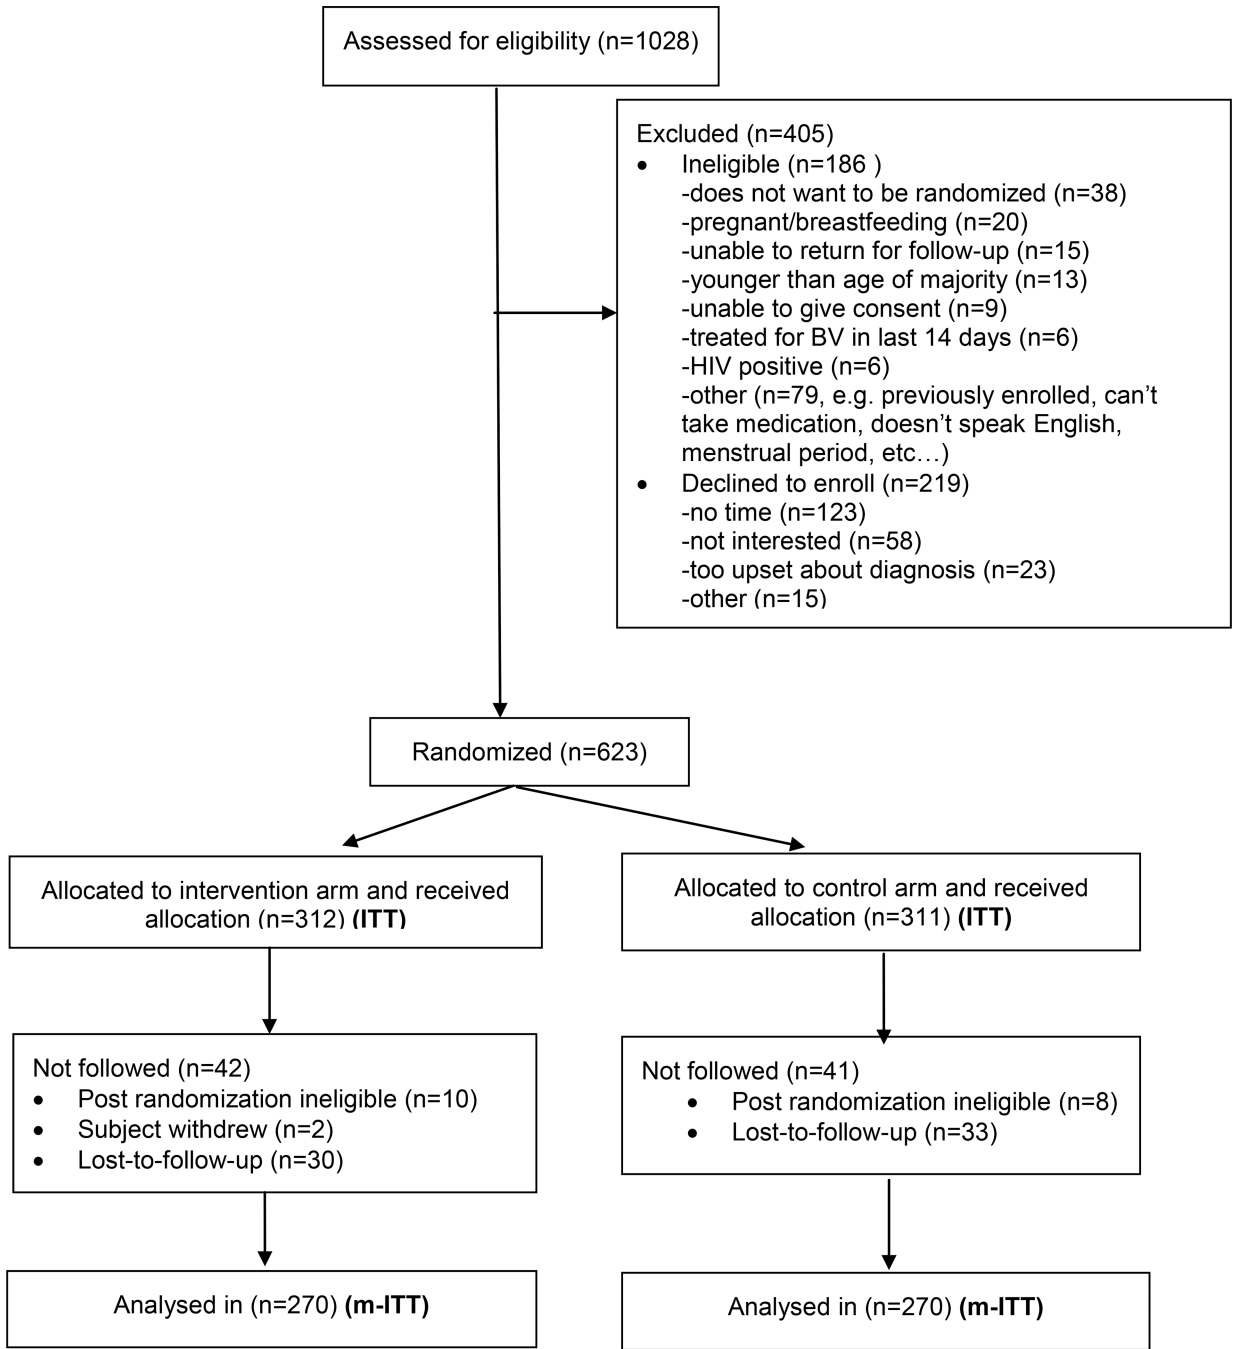 Assessed for eligibility (n=1028)
Excluded (n=405)
• Ineligible (n=186 )
-does not want to be randomized (n=38)
-pregnant/breastfeeding (n=20)
-unable to return for follow-up (n=15)
-younger than age of majority (n=13)
-unable to give consent (n=9)
-treated for BV in last 14 days (n=6)
-HIV positive (n=6)
-other (n=79, e.g. previously enrolled, can’t
take medication, doesn’t speak English,
menstrual period, etc…)
• Declined to enroll (n=219)
-no time (n=123)
-not interested (n=58)
-too upset about diagnosis (n=23)
-other (n=15)
Randomized (n=623)
Allocated to intervention arm and received
allocation (n=312) (ITT)
Allocated to control arm and received
allocation (n=311) (ITT)
Not followed (n=42)
• Post randomization ineligible (n=10)
• Subject withdrew (n=2)
• Lost-to-follow-up (n=30)
Not followed (n=41)
• Post randomization ineligible (n=8)
• Lost-to-follow-up (n=33)
Analysed in (n=270) (m-ITT)
Analysed in (n=270) (m-ITT)